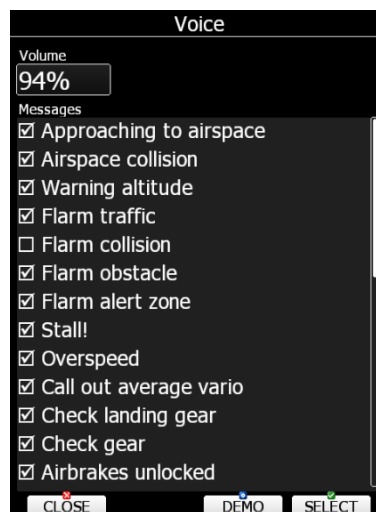 Voice
Volume
94%
Messages
Approaching to airspace
Airspace collision
Warning altitude
Flarm traffic
Flarm collision
Flarm obstacle
Flarm alert zone
Stall!
Overspeed
Call out average vario
Check landing gear
Check gear
Airbrakes unlocked
CLOSE DEMO SELECT